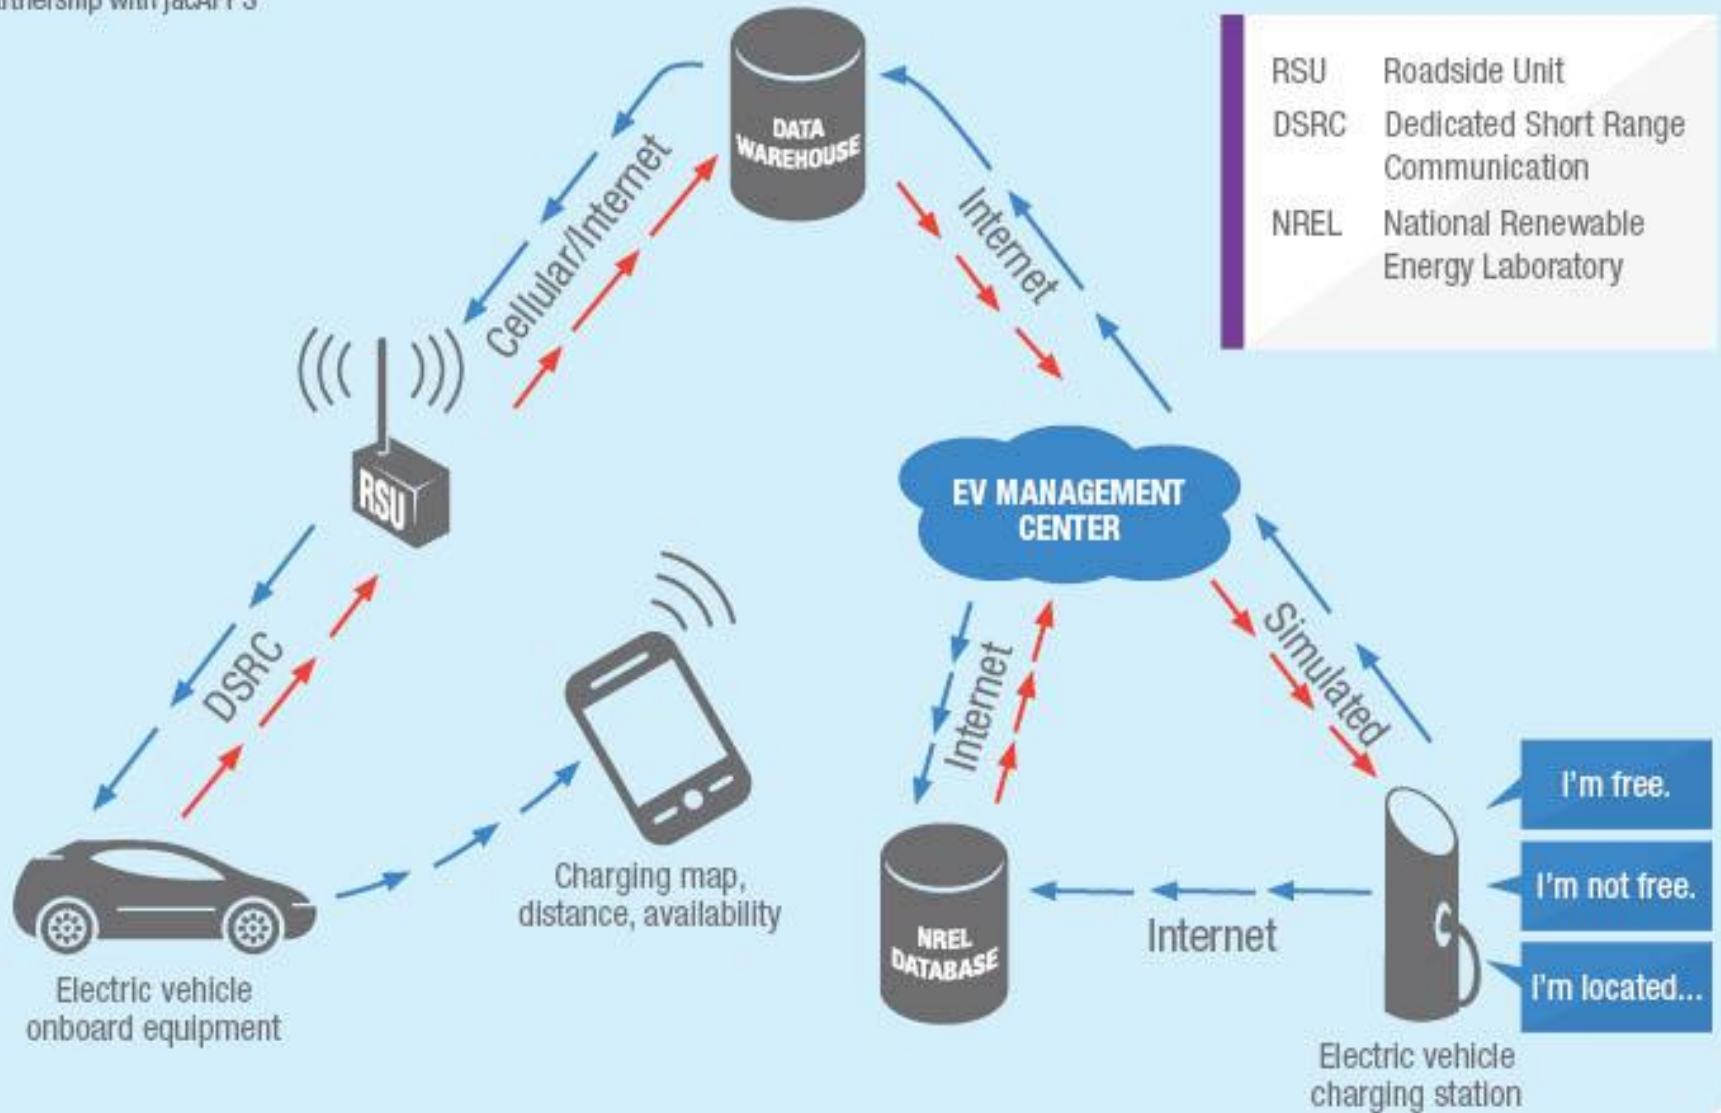 RSU Roadside Unit
DSRC Dedicated Short Range
Communication
NREL National Renewable
Energy Laboratory
DATA
WAREHOUSE
Cellular/Internet
Internet
RSU
EV MANAGEMENT
CENTER
DSRC
Internet
Simulated
I'm free.
I'm not free.
I'm located...
Charging map,
distance, availability
NREL
DATABASE
Internet
Electric vehicle
onboard equipment
Electric vehicle
charging station